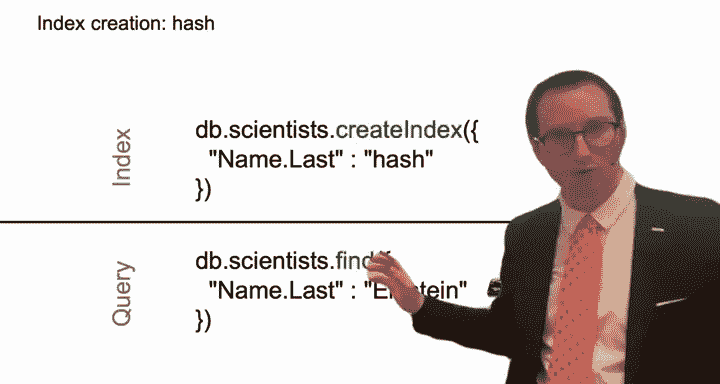 Index creation: hash
Index
db.scientists.createIndex({
"Name.Last" : "hash"
})
Query
db.scientists.find
"Name.Last" :
})